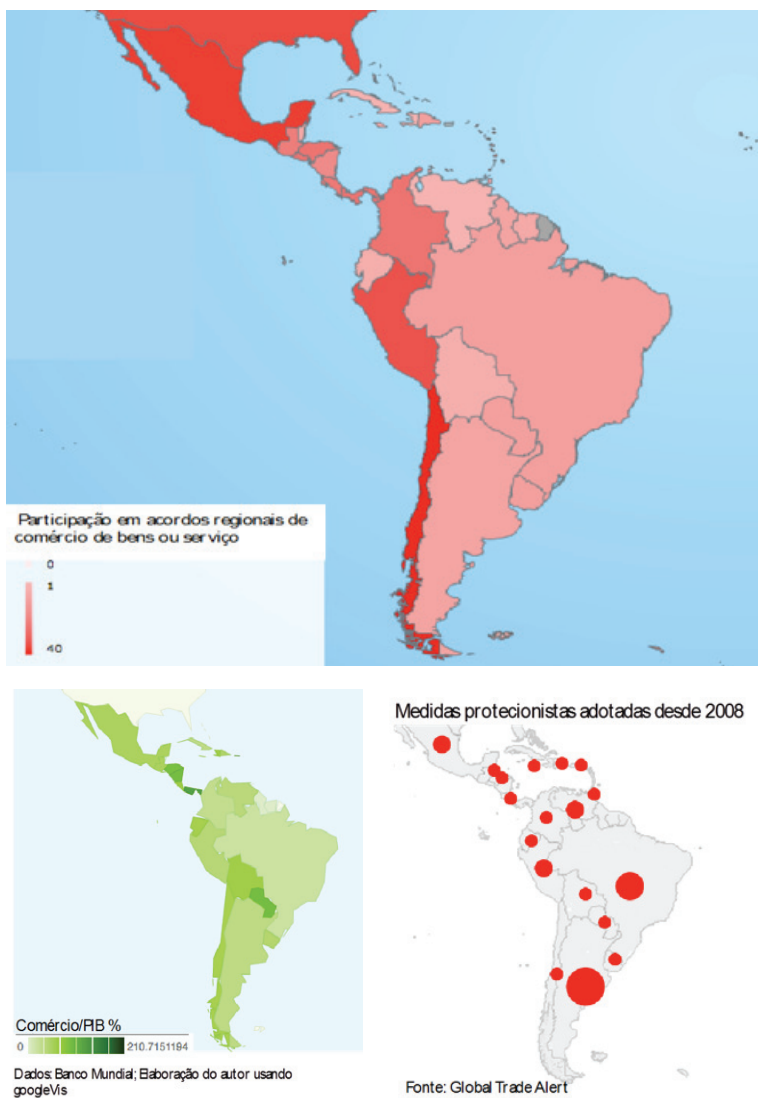 Participação em acordos regionais de
comércio de bens ou serviço
0
1
40
Medidas protecionistas adotadas desde 2008
Comércio/PIB %
0 210.7151194
Dados: Banco Mundial; Elaboração do autor usando
googleVis
Fonte: Global Trade Alert